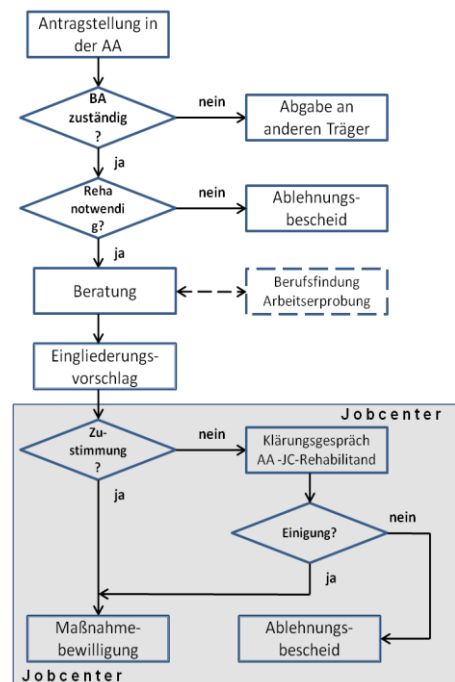 Antragstellung in
der AA
BA
zuständig
?
nein
Abgabe an
anderen Träger
ja
Reha
notwendi
g?
nein
Ablehnungs-
bescheid
ja
Beratung
Berufsfindung
Arbeitserprobung
Eingliederungs-
vorschlag
Jobcenter
Zu-
stimmung
?
nein
Klärungsgespräch
AA -JC-Rehabilitand
ja
Einigung?
nein
ja
Maßnahme-
bewilligung
Ablehnungs-
bescheid
Jobcenter